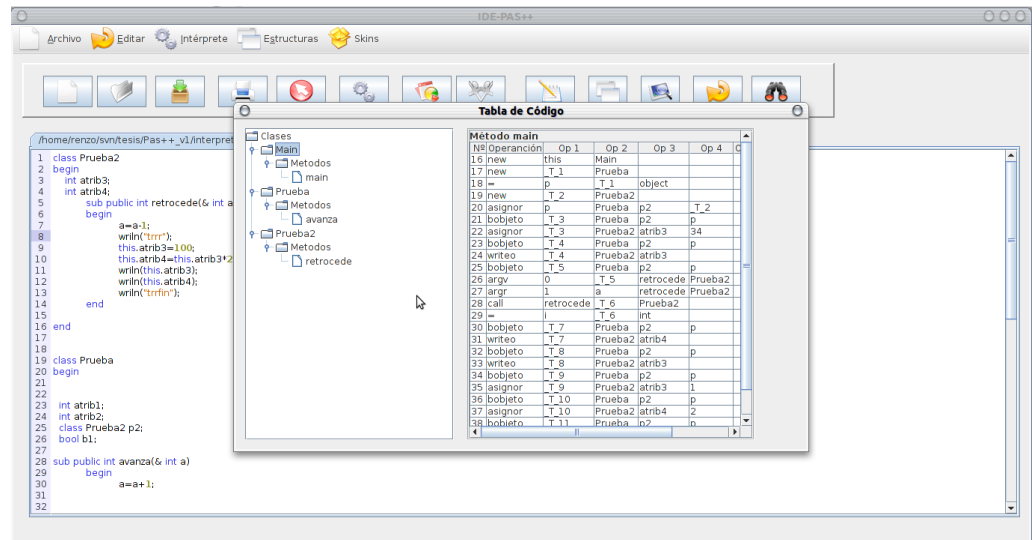 IDE-PAS++
Archivo Editar Intérprete Estructuras Skins
Tabla de Código
/home/renzo/svn/tesis/Pas++_v1/interpret
1 class Prueba2
2 begin
3 int atrib3;
4 int atrib4;
5 sub public int retrocede(& int a
6 begin
7 a=a-1;
8 wriln("trrr");
9 this.atrib3=100;
10 this.atrib4=this.atrib3*2
11 wriln(this.atrib3);
12 wriln(this.atrib4);
13 wriln("trrfin");
14 end
15
16 end
17
18
19 class Prueba
20 begin
21
22
23 int atrib1;
24 int atrib2;
25 class Prueba2 p2;
26 bool b1;
27
28 sub public int avanza(& int a)
29 begin
30 a=a+1;
31
32
Clases
Main
Metodos
main
Prueba
Metodos
avanza
Prueba2
Metodos
retrocede
Método main
Nº Operanción Op 1 Op 2 Op 3 Op 4 O
16 new this Main
17 new _T_1 Prueba
18 = p _T_1 object
19 new _T_2 Prueba2
20 asignor p Prueba p2 _T_2
21 bobjeto _T_3 Prueba p2 p
22 asignor _T_3 Prueba2 atrib3 34
23 bobjeto _T_4 Prueba p2 p
24 writeo _T_4 Prueba2 atrib3
25 bobjeto _T_5 Prueba p2 p
26 argv 0 _T_5 retrocede Prueba2
27 argr 1 a retrocede Prueba2
28 call retrocede _T_6 Prueba2
29 = i _T_6 int
30 bobjeto _T_7 Prueba p2 p
31 writeo _T_7 Prueba2 atrib4
32 bobjeto _T_8 Prueba p2 p
33 writeo _T_8 Prueba2 atrib3
34 bobjeto _T_9 Prueba p2 p
35 asignor _T_9 Prueba2 atrib3 1
36 bobjeto _T_10 Prueba p2 p
37 asignor _T_10 Prueba2 atrib4 2
38 bobjeto _T_11 Prueba p2 p